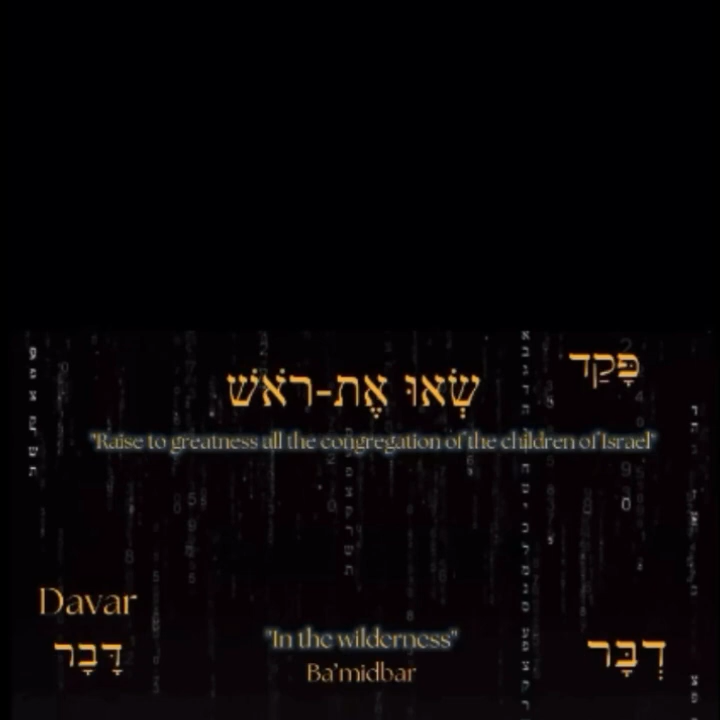 פָּקַד
שְׂאוּ אֶת-רֹאשׁ
"Raise to greatness all the congregation of the children of Israel"
Davar
דָּבָר
"In the wilderness"
Ba'midbar
דְּבָּר